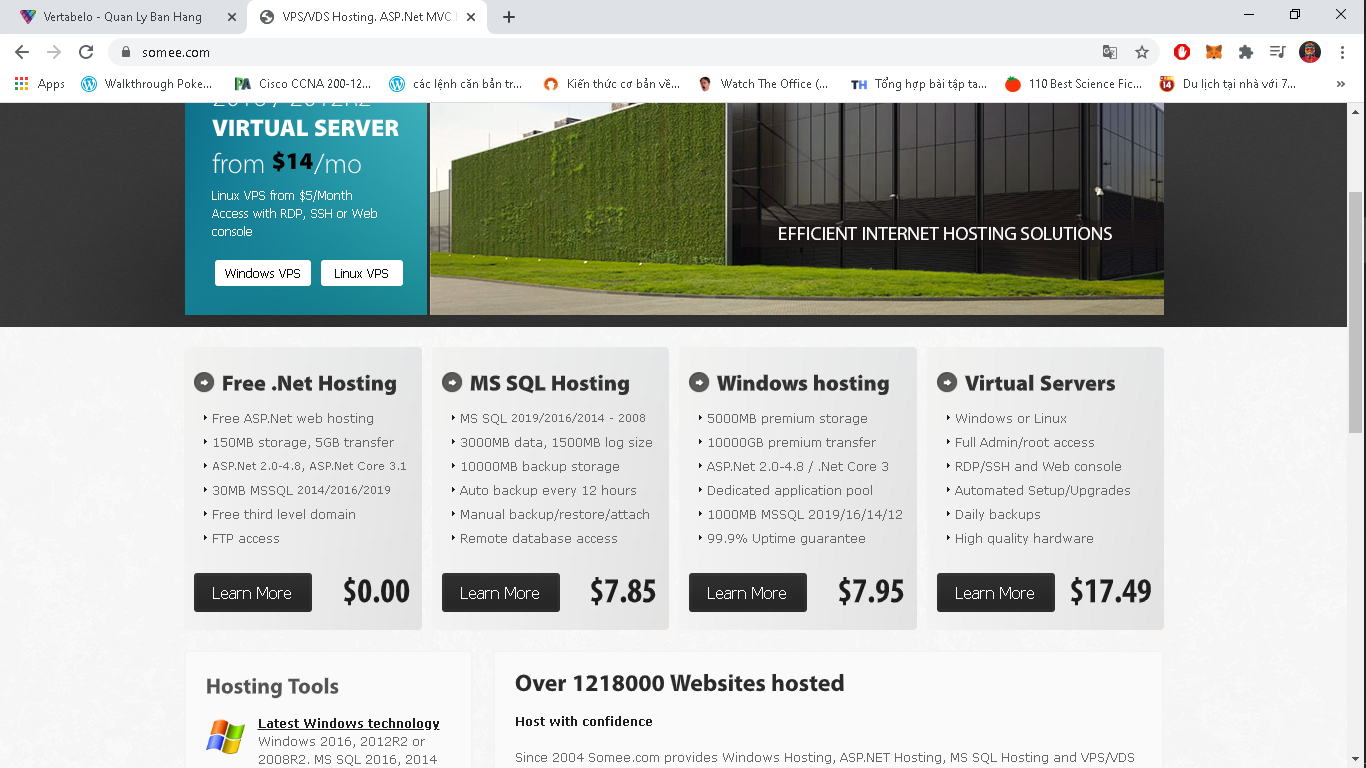 Vertabelo - Quan Ly Ban Hang
VPS/VDS Hosting. ASP.Net MVC
somee.com
Apps
Walkthrough Poke...
Cisco CCNA 200-12...
các lệnh căn bản tr...
Kiến thức cơ bản về...
Watch The Office (...
TH Tổng hợp bài tập ta...
110 Best Science Fic...
14 Du lịch tại nhà với 7...
2016 / 2012R2
VIRTUAL SERVER
from $14/mo
Linux VPS from $5/Month
Access with RDP, SSH or Web
console
Windows VPS
Linux VPS
EFFICIENT INTERNET HOSTING SOLUTIONS
Free .Net Hosting
Free ASP.Net web hosting
150MB storage, 5GB transfer
ASP.Net 2.0-4.8, ASP.Net Core 3.1
30MB MSSQL 2014/2016/2019
Free third level domain
FTP access
Learn More
$0.00
MS SQL Hosting
MS SQL 2019/2016/2014 - 2008
3000MB data, 1500MB log size
10000MB backup storage
Auto backup every 12 hours
Manual backup/restore/attach
Remote database access
Learn More
$7.85
Windows hosting
5000MB premium storage
10000GB premium transfer
ASP.Net 2.0-4.8 / .Net Core 3
Dedicated application pool
1000MB MSSQL 2019/16/14/12
99.9% Uptime guarantee
Learn More
$7.95
Virtual Servers
Windows or Linux
Full Admin/root access
RDP/SSH and Web console
Automated Setup/Upgrades
Daily backups
High quality hardware
Learn More
$17.49
Hosting Tools
Latest Windows technology
Windows 2016, 2012R2 or
2008R2. MS SQL 2016, 2014
Over 1218000 Websites hosted
Host with confidence
Since 2004 Somee.com provides Windows Hosting, ASP.NET Hosting, MS SQL Hosting and VPS/VDS